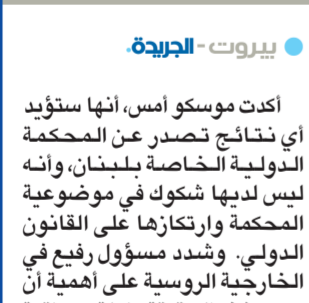 بيروت - الجريدة.
أكدت موسكو أمس، أنها ستؤيد
أي نتائج تصدر عن المحكمة
الدولية الخاصة بلبنان، وأنه
ليس لديها شكوك في موضوعية
المحكمة وارتكازها على القانون
الدولي. وشدد مسؤول رفيع في
الخارجية الروسية على أهمية أن